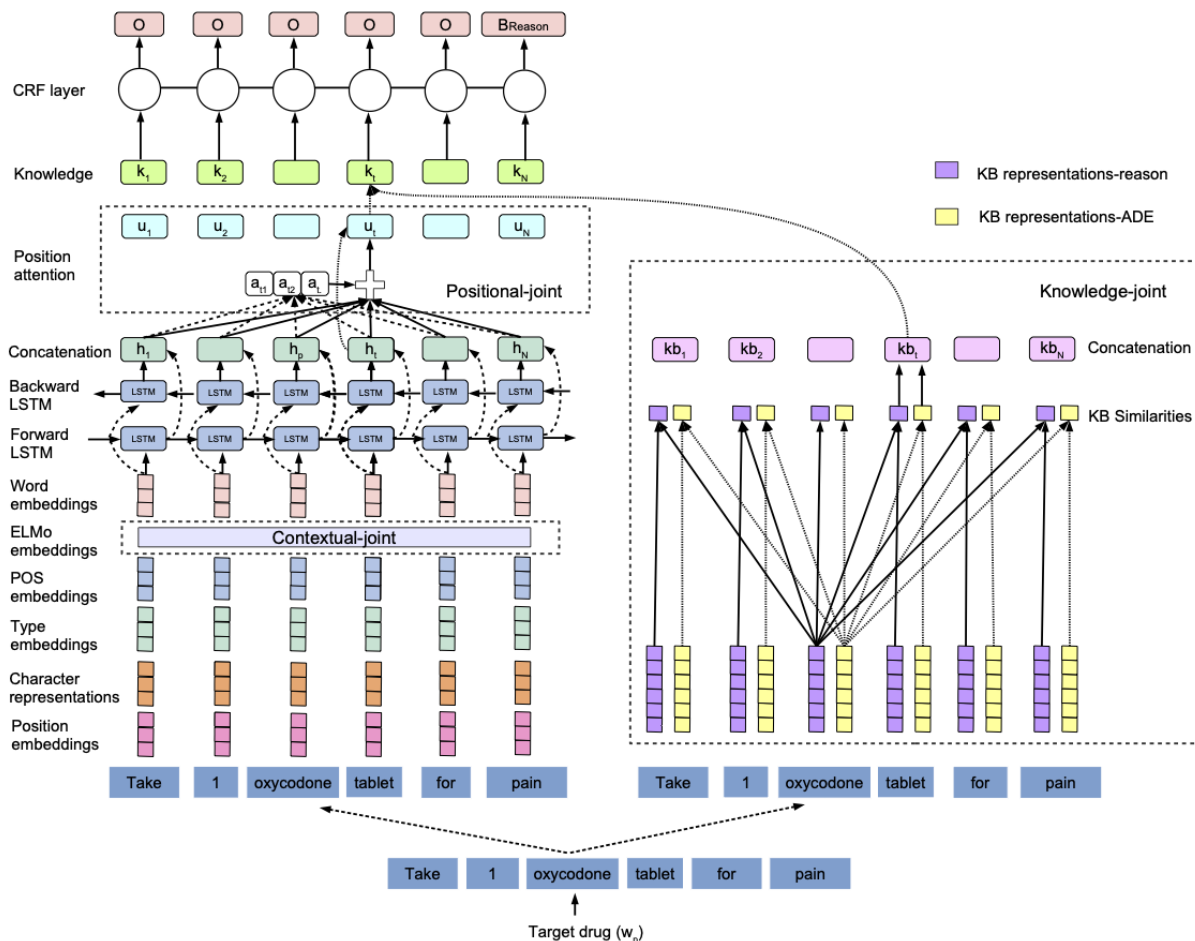 O O O O O BReason
CRF layer
Knowledge k1 k2 kt kN
KB representations-reason
KB representations-ADE
u1 u2 ut uN
Position
attention
at1 at2 at.
Positional-joint
Knowledge-joint
Concatenation h1 hp ht hN
kb1 kb2 kbt kbN Concatenation
Backward
LSTM
LSTM LSTM LSTM LSTM LSTM LSTM
KB Similarities
Forward
LSTM
LSTM LSTM LSTM LSTM LSTM LSTM
Word
embeddings
ELMo
embeddings
Contextual-joint
POS
embeddings
Type
embeddings
Character
representations
Position
embeddings
Take 1 oxycodone tablet for pain
Take 1 oxycodone tablet for pain
Take 1 oxycodone tablet for pain
Target drug (wp)